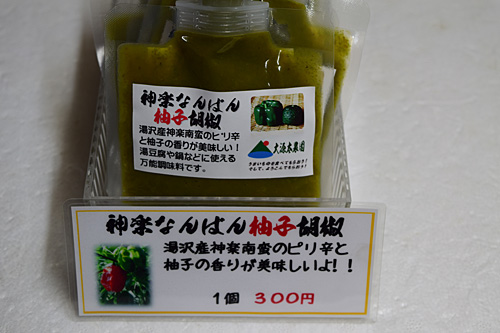 神楽なんばん
柚子胡椒
湯沢産神楽南蛮のピリ辛
と柚子の香りが美味しい!
湯豆腐や鍋などに使える
万能調味料です。
大源太農園
神楽なんばん柚子胡椒
湯沢産神楽南蛮のピリ辛と
柚子の香りが美味しいよ!!
1個 300円